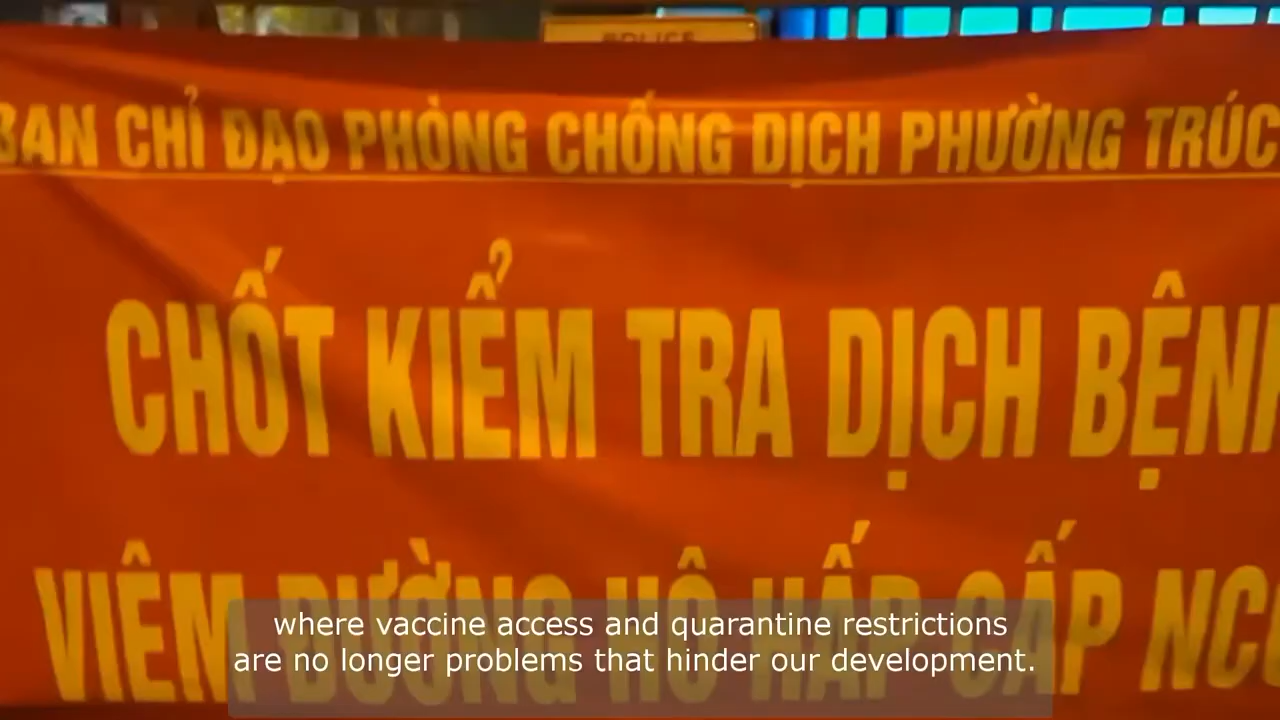 POLICE
BAN CHỈ ĐẠO PHÒNG CHỐNG DỊCH PHƯỜNG TRÚC
CHỐT KIỂM TRA DỊCH BỆNH
VIÊM ĐƯỜNG HÔ HẤP CẤP
where vaccine access and quarantine restrictions
are no longer problems that hinder our development.